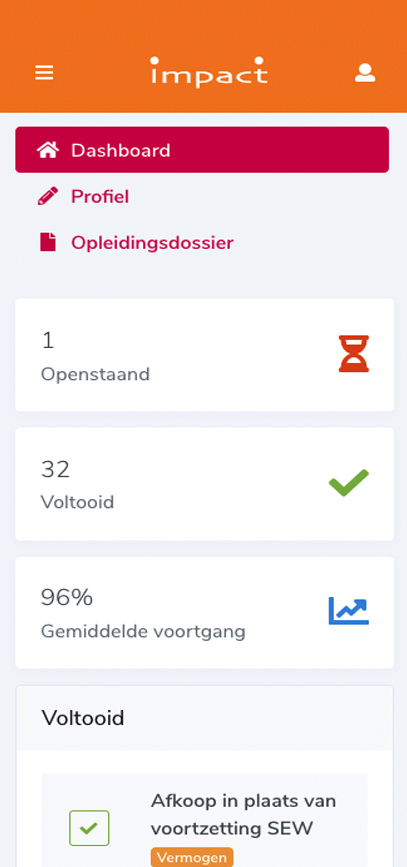 impact
Dashboard
Profiel
Opleidingsdossier
1
Openstaand
32
Voltooid
96%
Gemiddelde voortgang
Voltooid
Afkoop in plaats van
voortzetting SEW
Vermogen